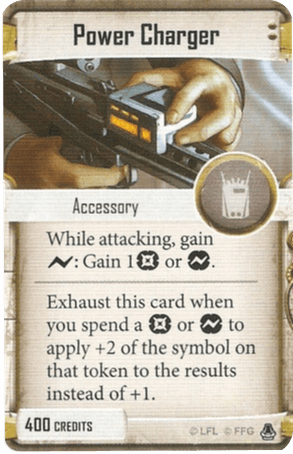 Power Charger
Accessory
While attacking, gain
: Gain 1 or .
Exhaust this card when
you spend a or to
apply +2 of the symbol on
that token to the results
instead of +1.
400 CREDITS
©LFL ©FFG